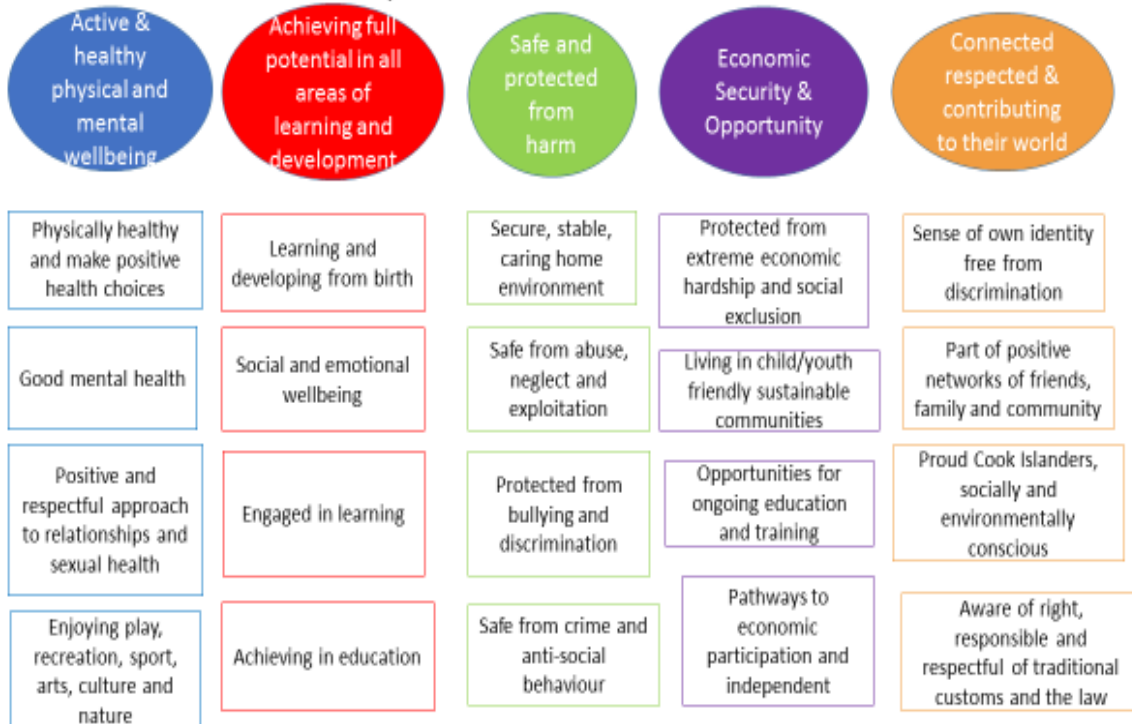 Active &
healthy
physical and
mental
wellbeing
Achieving full
potential in all
areas of
learning and
development
Safe and
protected
from
harm
Economic
Security &
Opportunity
Connected
respected &
contributing
to their world
Physically healthy
and make positive
health choices
Learning and
developing from birth
Secure, stable,
caring home
environment
Protected from
extreme economic
hardship and social
exclusion
Sense of own identity
free from
discrimination
Good mental health
Social and emotional
wellbeing
Safe from abuse,
neglect and
exploitation
Living in child/youth
friendly sustainable
communities
Part of positive
networks of friends,
family and community
Positive and
respectful approach
to relationships and
sexual health
Engaged in learning
Protected from
bullying and
discrimination
Opportunities for
ongoing education
and training
Proud Cook Islanders,
socially and
environmentally
conscious
Enjoying play,
recreation, sport,
arts, culture and
nature
Achieving in education
Safe from crime and
anti-social
behaviour
Pathways to
economic
participation and
independent
Aware of right,
responsible and
respectful of traditional
customs and the law